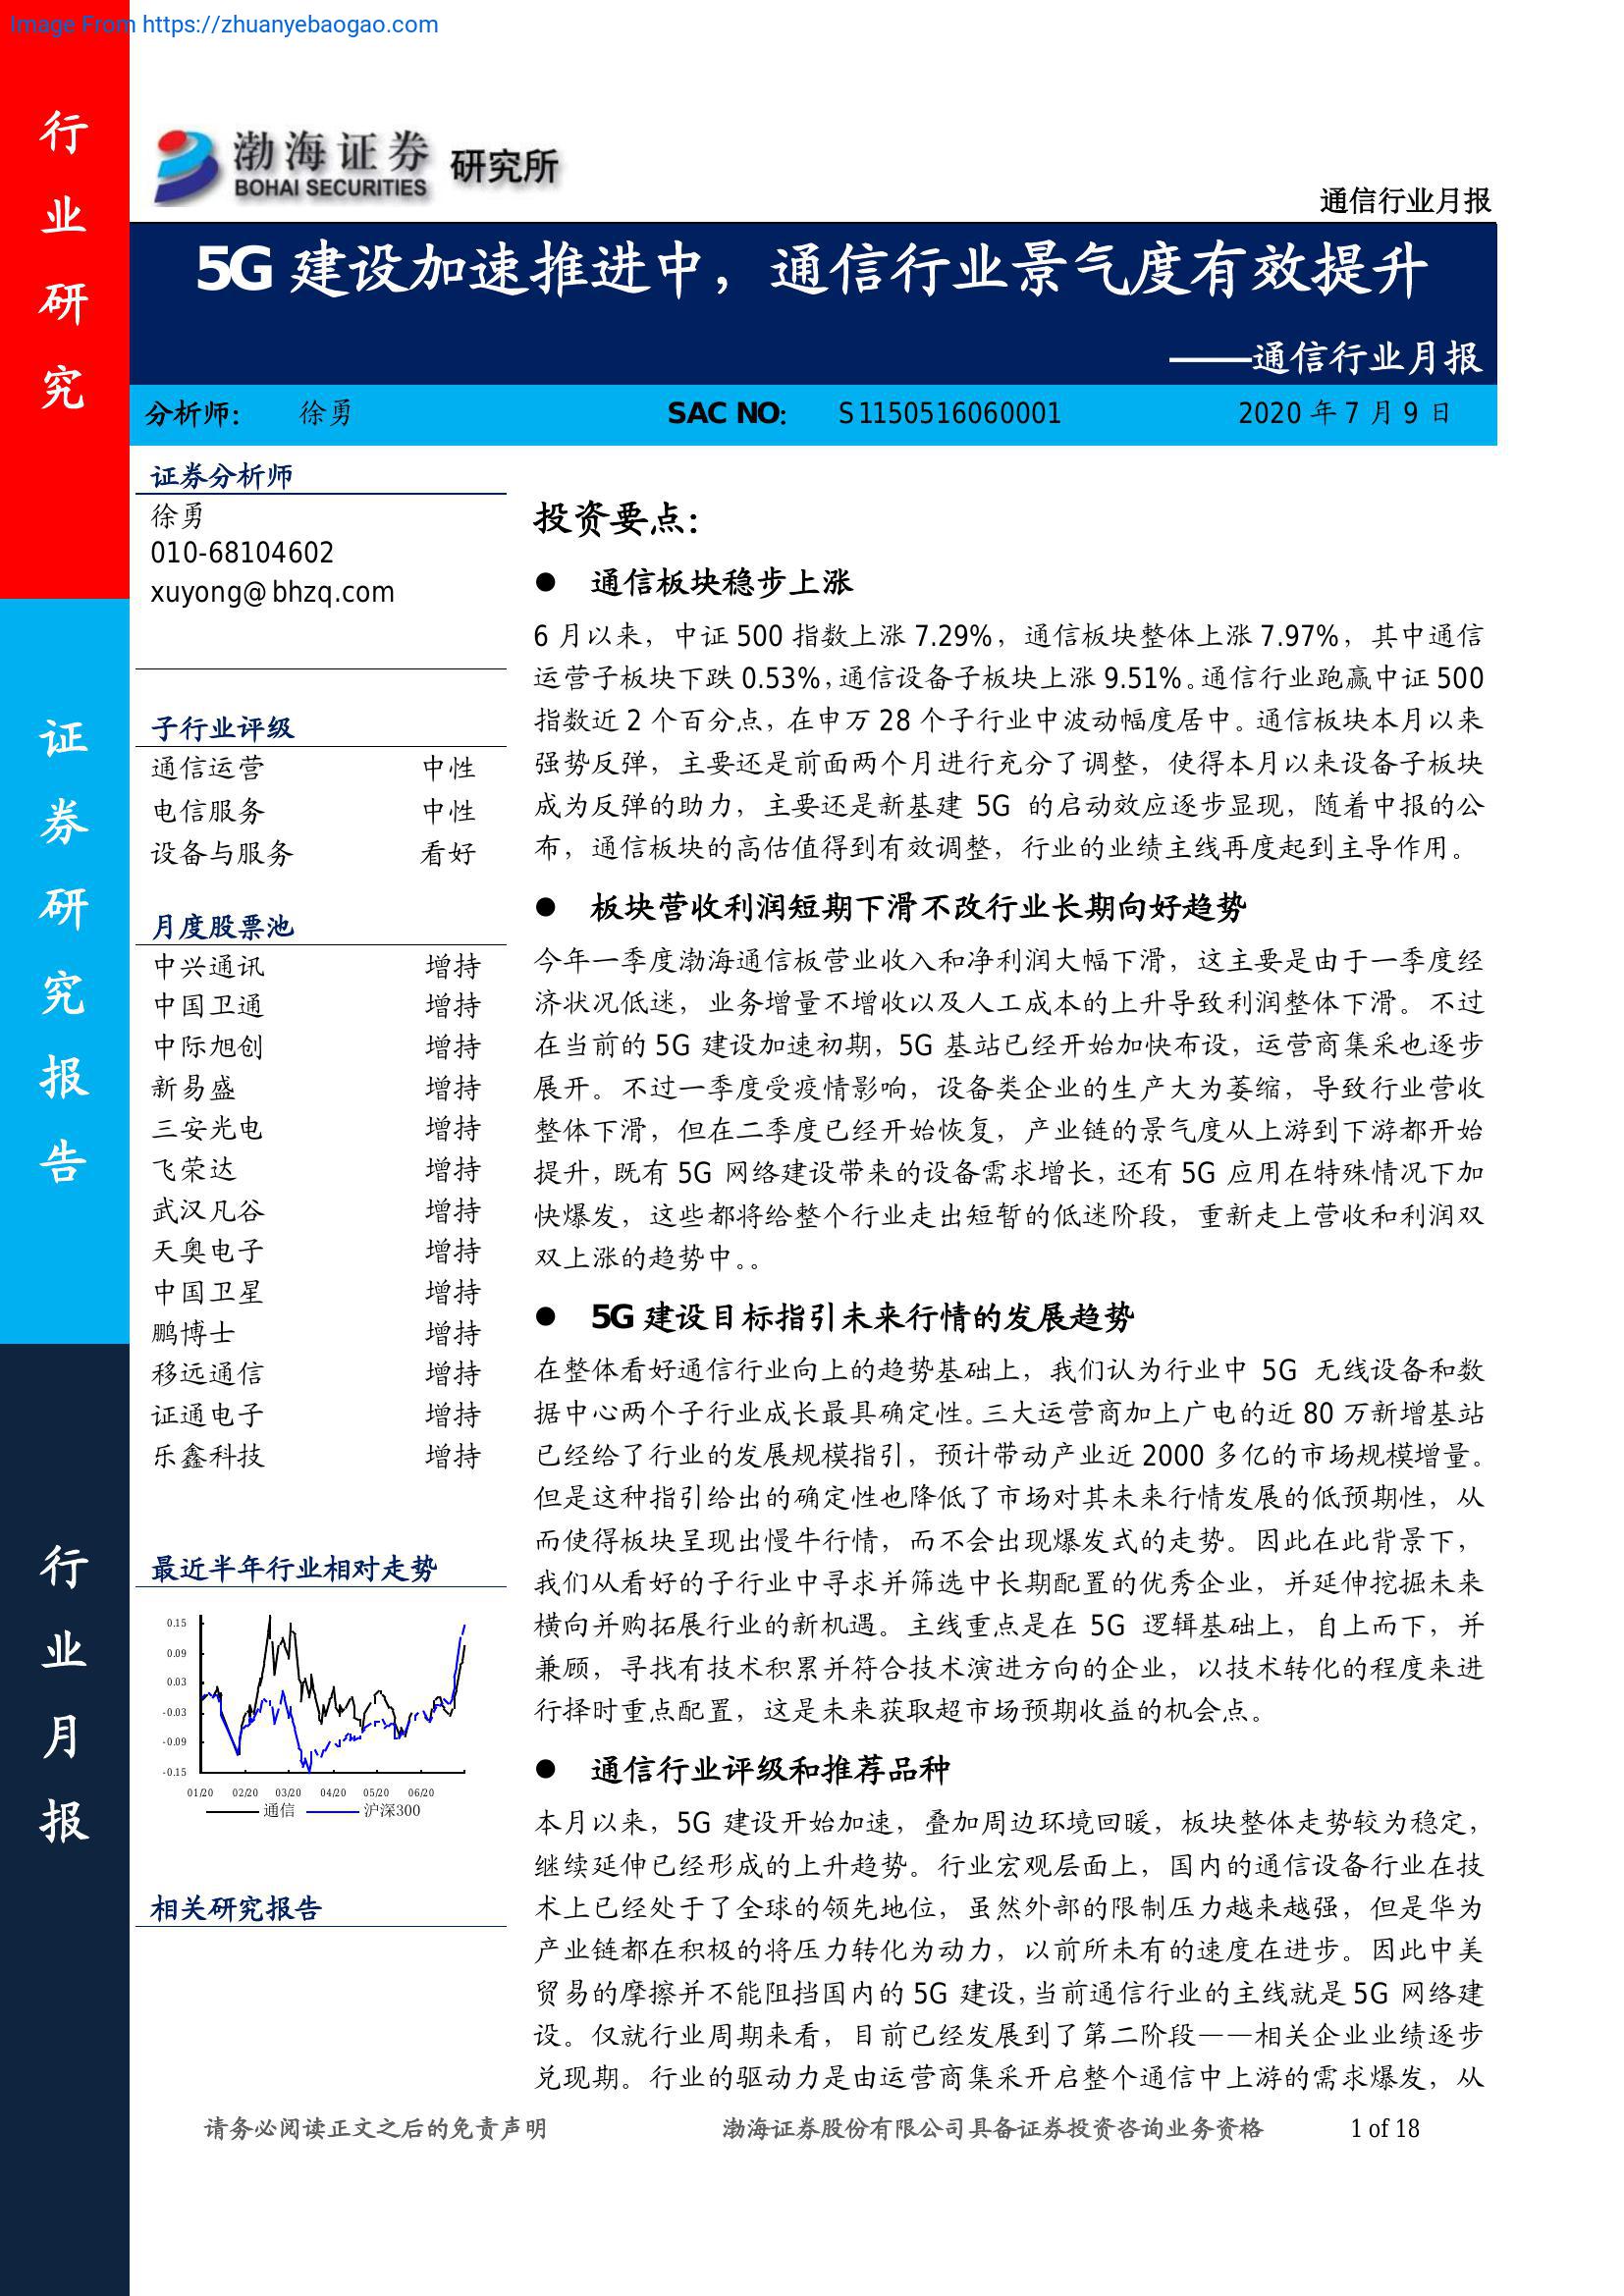 Image From https://zhuanyebaogao.com
行
业
研
究
证
券
研
究
报
告
行
业
月
报
渤海证券 研究所
BOHAI SECURITIES
通信行业月报
5G 建设加速推进中，通信行业景气度有效提升
——通信行业月报
分析师： 徐勇 SAC NO： S1150516060001 2020 年 7 月 9 日
证券分析师
徐勇
010-68104602
xuyong@bhzq.com
子行业评级
通信运营 中性
电信服务 中性
设备与服务 看好
月度股票池
中兴通讯 增持
中国卫通 增持
中际旭创 增持
新易盛 增持
三安光电 增持
飞荣达 增持
武汉凡谷 增持
天奥电子 增持
中国卫星 增持
鹏博士 增持
移远通信 增持
证通电子 增持
乐鑫科技 增持
最近半年行业相对走势
0.15
0.09
0.03
-0.03
-0.09
-0.15
01/20 02/20 03/20 04/20 05/20 06/20
通信 沪深300
相关研究报告
投资要点：
● 通信板块稳步上涨
6 月以来，中证 500 指数上涨 7.29%，通信板块整体上涨 7.97%，其中通信
运营子板块下跌 0.53%，通信设备子板块上涨 9.51%。通信行业跑赢中证 500
指数近 2 个百分点，在申万 28 个子行业中波动幅度居中。通信板块本月以来
强势反弹，主要还是前面两个月进行充分了调整，使得本月以来设备子板块
成为反弹的助力，主要还是新基建 5G 的启动效应逐步显现，随着中报的公
布，通信板块的高估值得到有效调整，行业的业绩主线再度起到主导作用。
● 板块营收利润短期下滑不改行业长期向好趋势
今年一季度渤海通信板营业收入和净利润大幅下滑，这主要是由于一季度经
济状况低迷，业务增量不增收以及人工成本的上升导致利润整体下滑。不过
在当前的 5G 建设加速初期，5G 基站已经开始加快布设，运营商集采也逐步
展开。不过一季度受疫情影响，设备类企业的生产大为萎缩，导致行业营收
整体下滑，但在二季度已经开始恢复，产业链的景气度从上游到下游都开始
提升，既有 5G 网络建设带来的设备需求增长，还有 5G 应用在特殊情况下加
快爆发，这些都将给整个行业走出短暂的低迷阶段，重新走上营收和利润双
双上涨的趋势中。。
● 5G 建设目标指引未来行情的发展趋势
在整体看好通信行业向上的趋势基础上，我们认为行业中 5G 无线设备和数
据中心两个子行业成长最具确定性。三大运营商加上广电的近 80 万新增基站
已经给了行业的发展规模指引，预计带动产业近 2000 多亿的市场规模增量。
但是这种指引给出的确定性也降低了市场对其未来行情发展的低预期性，从
而使得板块呈现出慢牛行情，而不会出现爆发式的走势。因此在此背景下，
我们从看好的子行业中寻求并筛选中长期配置的优秀企业，并延伸挖掘未来
横向并购拓展行业的新机遇。主线重点是在 5G 逻辑基础上，自上而下，并
兼顾，寻找有技术积累并符合技术演进方向的企业，以技术转化的程度来进
行择时重点配置，这是未来获取超市场预期收益的机会点。
● 通信行业评级和推荐品种
本月以来，5G 建设开始加速，叠加周边环境回暖，板块整体走势较为稳定，
继续延伸已经形成的上升趋势。行业宏观层面上，国内的通信设备行业在技
术上已经处于了全球的领先地位，虽然外部的限制压力越来越强，但是华为
产业链都在积极的将压力转化为动力，以前所未有的速度在进步。因此中美
贸易的摩擦并不能阻挡国内的 5G 建设，当前通信行业的主线就是 5G 网络建
设。仅就行业周期来看，目前已经发展到了第二阶段——相关企业业绩逐步
兑现期。行业的驱动力是由运营商集采开启整个通信中上游的需求爆发，从
请务必阅读正文之后的免责声明 渤海证券股份有限公司具备证券投资咨询业务资格 1 of 18